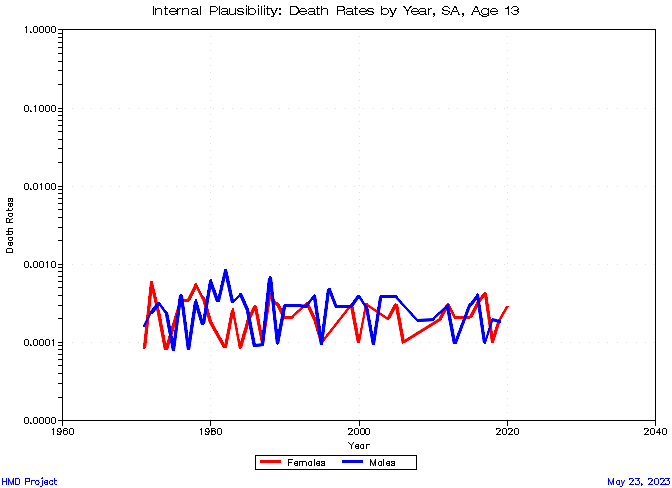 Internal Plausibility: Death Rates by Year, SA, Age 13
1.0000
0.1000
0.0100
0.0010
0.0001
0.0000
Death Rates
1960 1980 2000 2020 2040
Year
Females Males
HMD Project May 23, 2023